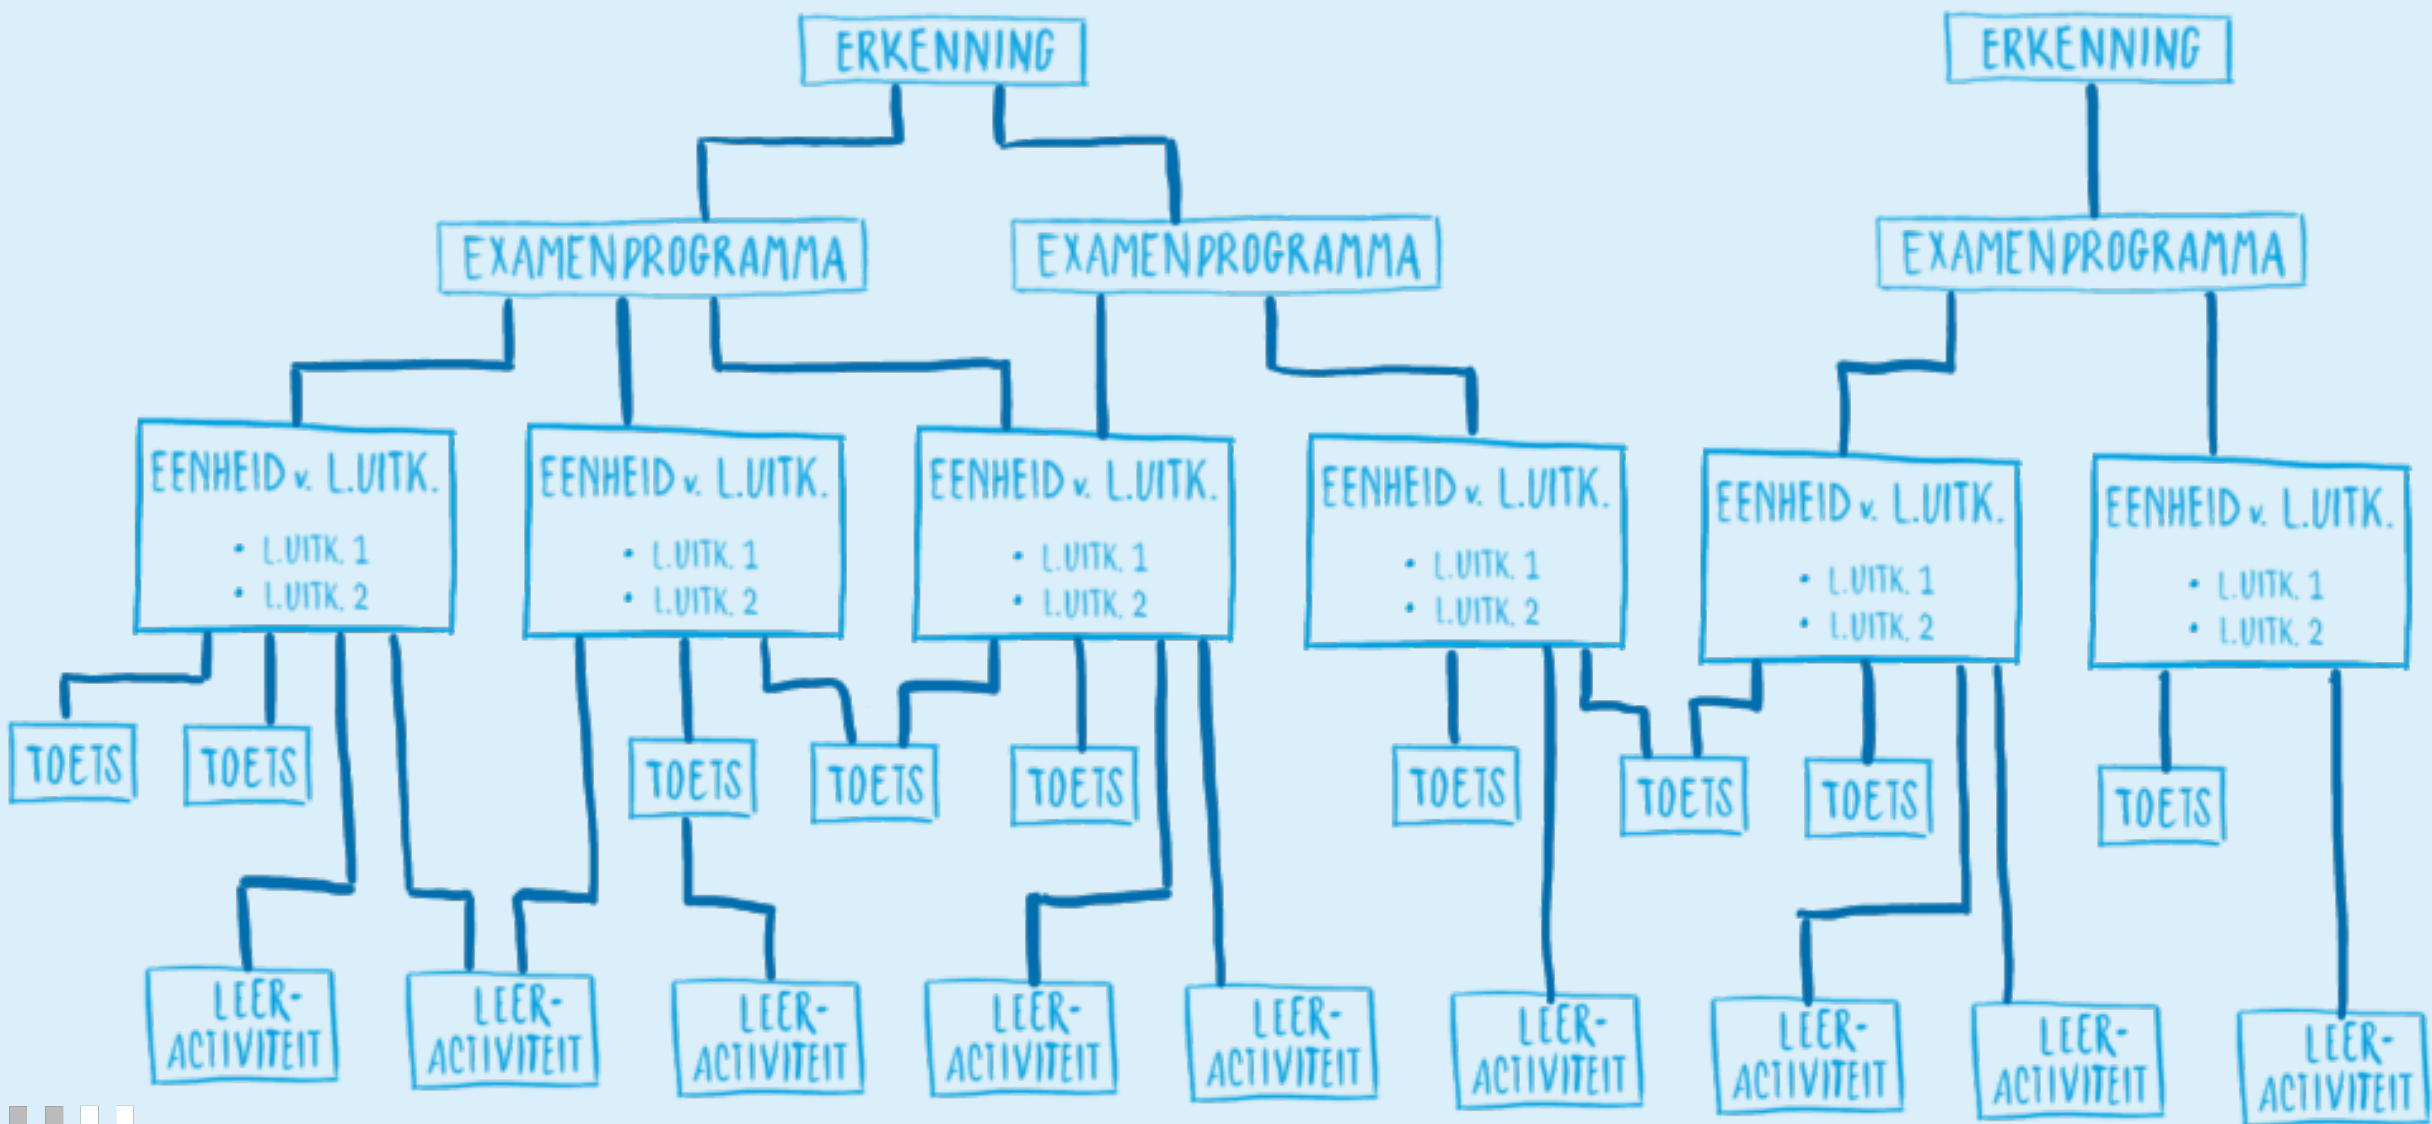 ERKENNING
ERKENNING
EXAMENPROGRAMMA
EXAMENPROGRAMMA
EXAMENPROGRAMMA
EENHEID v. L.UITK.
• L.UITK. 1
• L.UITK. 2
EENHEID v. L.UITK.
• L.UITK. 1
• L.UITK. 2
EENHEID v. L.UITK.
• L.UITK. 1
• L.UITK. 2
EENHEID v. L.UITK.
• L.UITK. 1
• L.UITK. 2
EENHEID v. L.UITK.
• L.UITK. 1
• L.UITK. 2
EENHEID v. L.UITK.
• L.UITK. 1
• L.UITK. 2
TOETS
TOETS
TOETS
TOETS
TOETS
TOETS
TOETS
TOETS
TOETS
LEER-
ACTIVITEIT
LEER-
ACTIVITEIT
LEER-
ACTIVITEIT
LEER-
ACTIVITEIT
LEER-
ACTIVITEIT
LEER-
ACTIVITEIT
LEER-
ACTIVITEIT
LEER-
ACTIVITEIT
LEER-
ACTIVITEIT